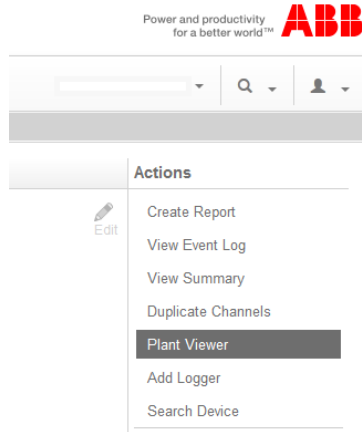 Power and productivity
for a better world™
ABB
Actions
Edit
Create Report
View Event Log
View Summary
Duplicate Channels
Plant Viewer
Add Logger
Search Device